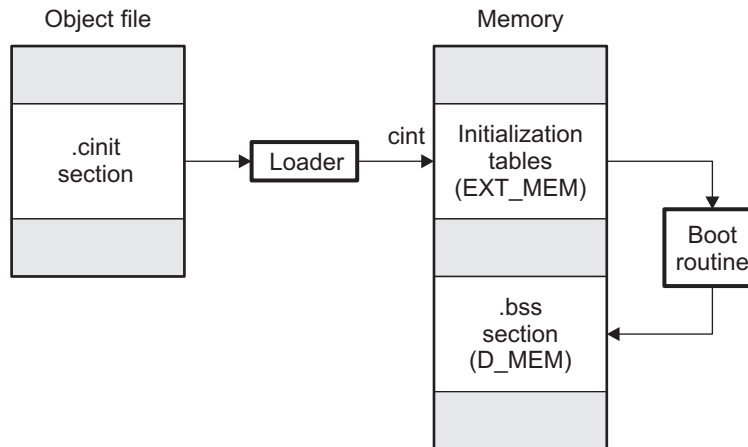 Object file
Memory
.cinit
section
Loader
cint
Initialization
tables
(EXT_MEM)
Boot
routine
.bss
section
(D_MEM)